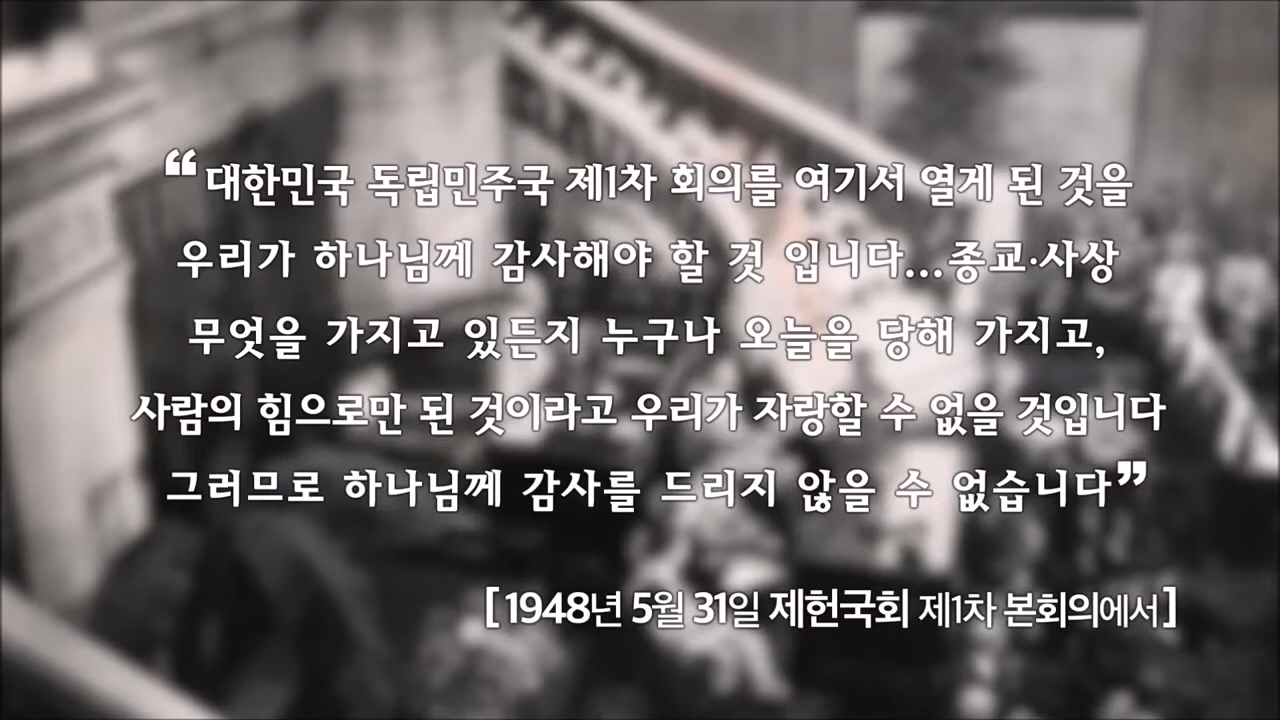 “대한민국 독립민주국 제1차 회의를 여기서 열게 된 것을
우리가 하나님께 감사해야 할 것 입니다...종교·사상
무엇을 가지고 있든지 누구나 오늘을 당해 가지고,
사람의 힘으로만 된 것이라고 우리가 자랑할 수 없을 것입니다
그러므로 하나님께 감사를 드리지 않을 수 없습니다”
[1948년 5월 31일 제헌국회 제1차 본회의에서]